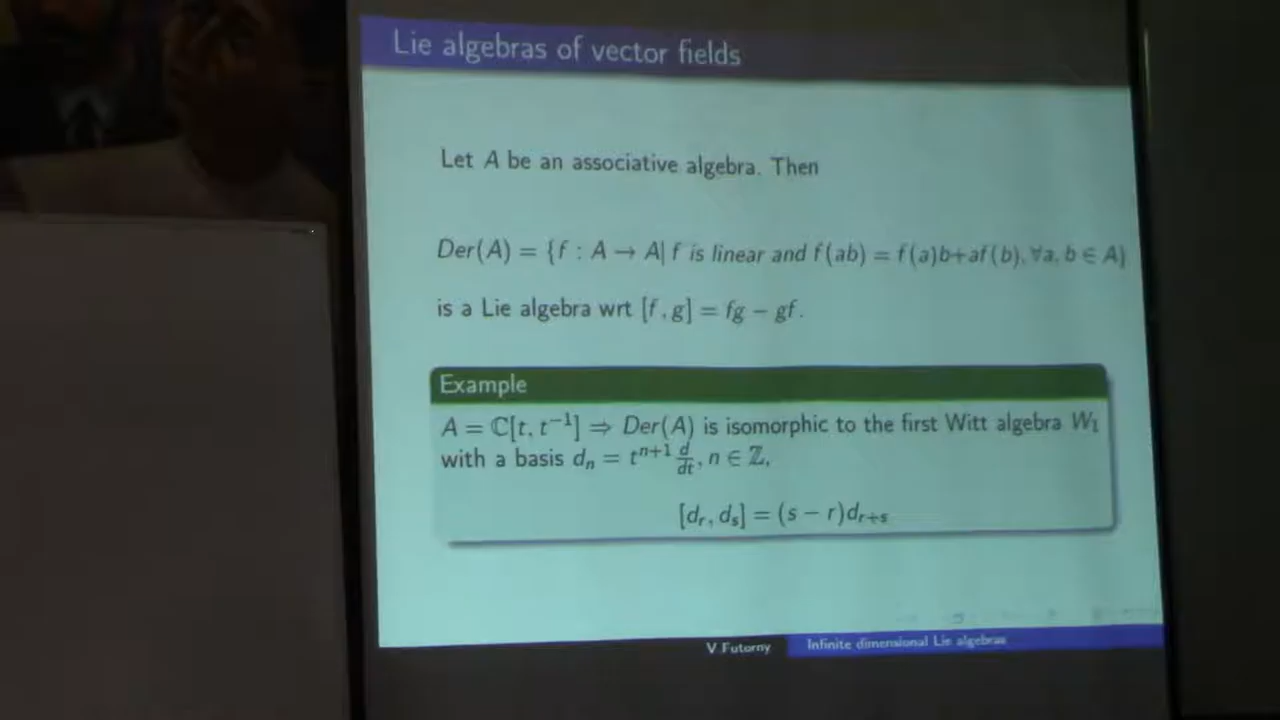 Lie algebras of vector fields
Let A be an associative algebra. Then
Der(A) = {f : A → A| f is linear and f(ab) = f(a)b+af(b), ∀a, b ∈ A}
is a Lie algebra wrt [f, g] = fg − gf.
Example
A = ℂ[t, t⁻¹] ⇒ Der(A) is isomorphic to the first Witt algebra W₁
with a basis dₙ = tⁿ⁺¹ d/dt, n ∈ ℤ,
[dᵣ, dₛ] = (s − r)dᵣ₊ₛ
V Futorny
Infinite dimensional Lie algebras